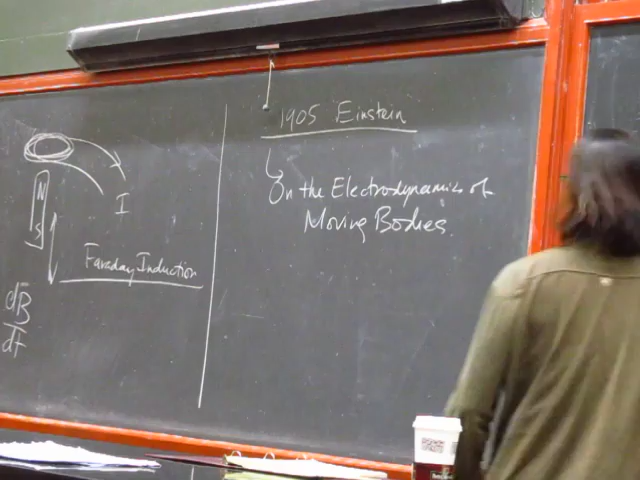 N
S
I
Faraday Induction
dB
dt
1905 Einstein
On the Electrodynamics of
Moving Bodies.